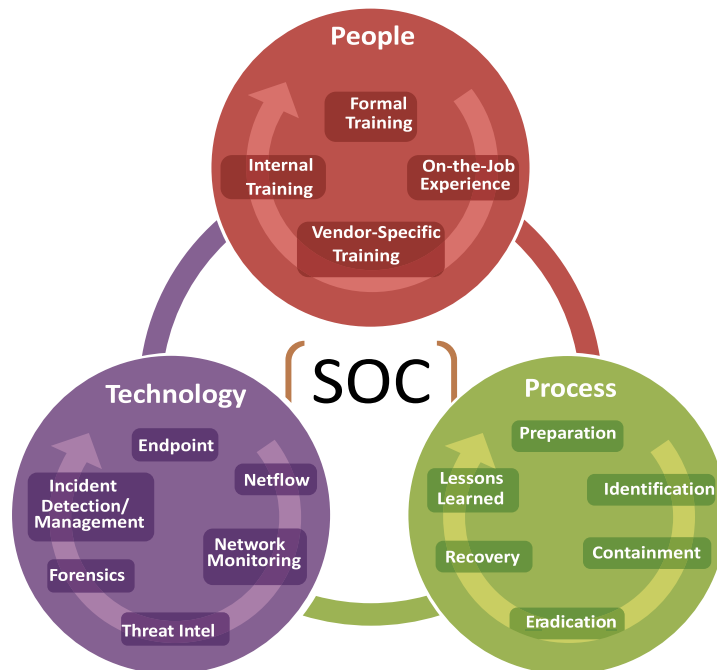 People
Formal
Training
Internal
Training
On-the-Job
Experience
Vendor-Specific
Training
SOC
Technology
Endpoint
Netflow
Incident
Detection/
Management
Network
Monitoring
Forensics
Threat Intel
Process
Preparation
Lessons
Learned
Identification
Recovery
Containment
Eradication